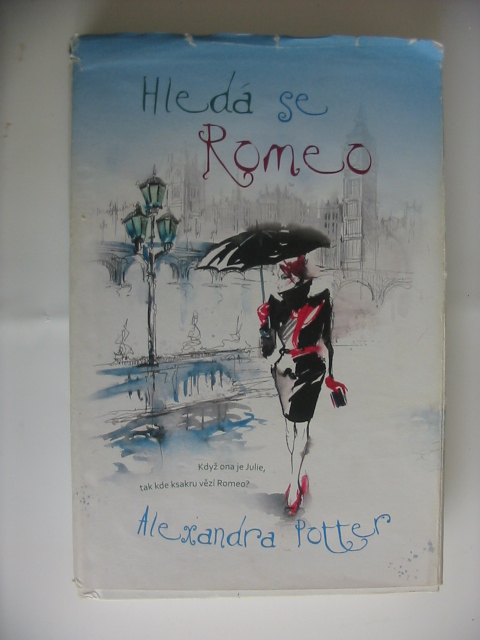 Hledá se
Romeo
Když ona je Julie,
tak kde ksakru vězí Romeo?
Alexandra Potter